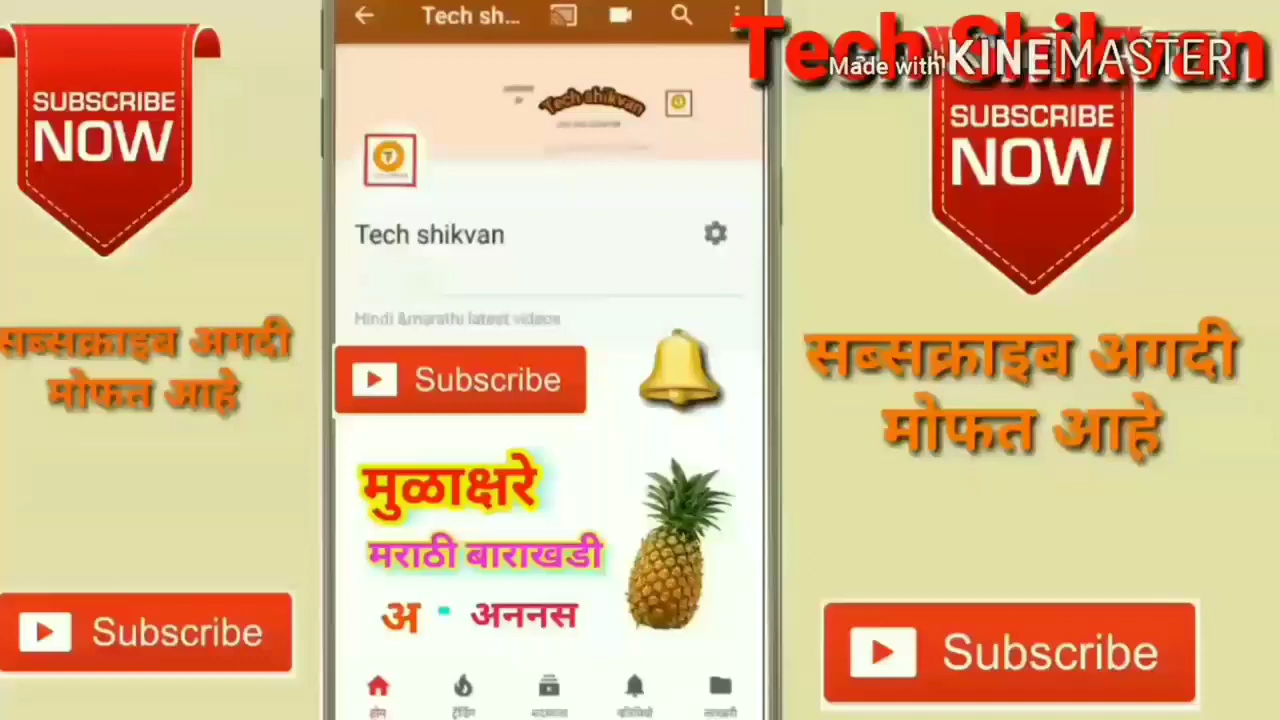 Tech sh...
Tech Shikvan
Made with KINEMASTER
SUBSCRIBE
NOW
SUBSCRIBE
NOW
Tech shikvan
Tech shikvan
Hindi &marathi latest videos
सब्सक्राइब अगदी
मोफत आहे
Subscribe
सब्सक्राइब अगदी
मोफत आहे
मुळाक्षरे
मराठी बाराखडी
अ - अननस
Subscribe
Subscribe
होम
ट्रेंडिंग